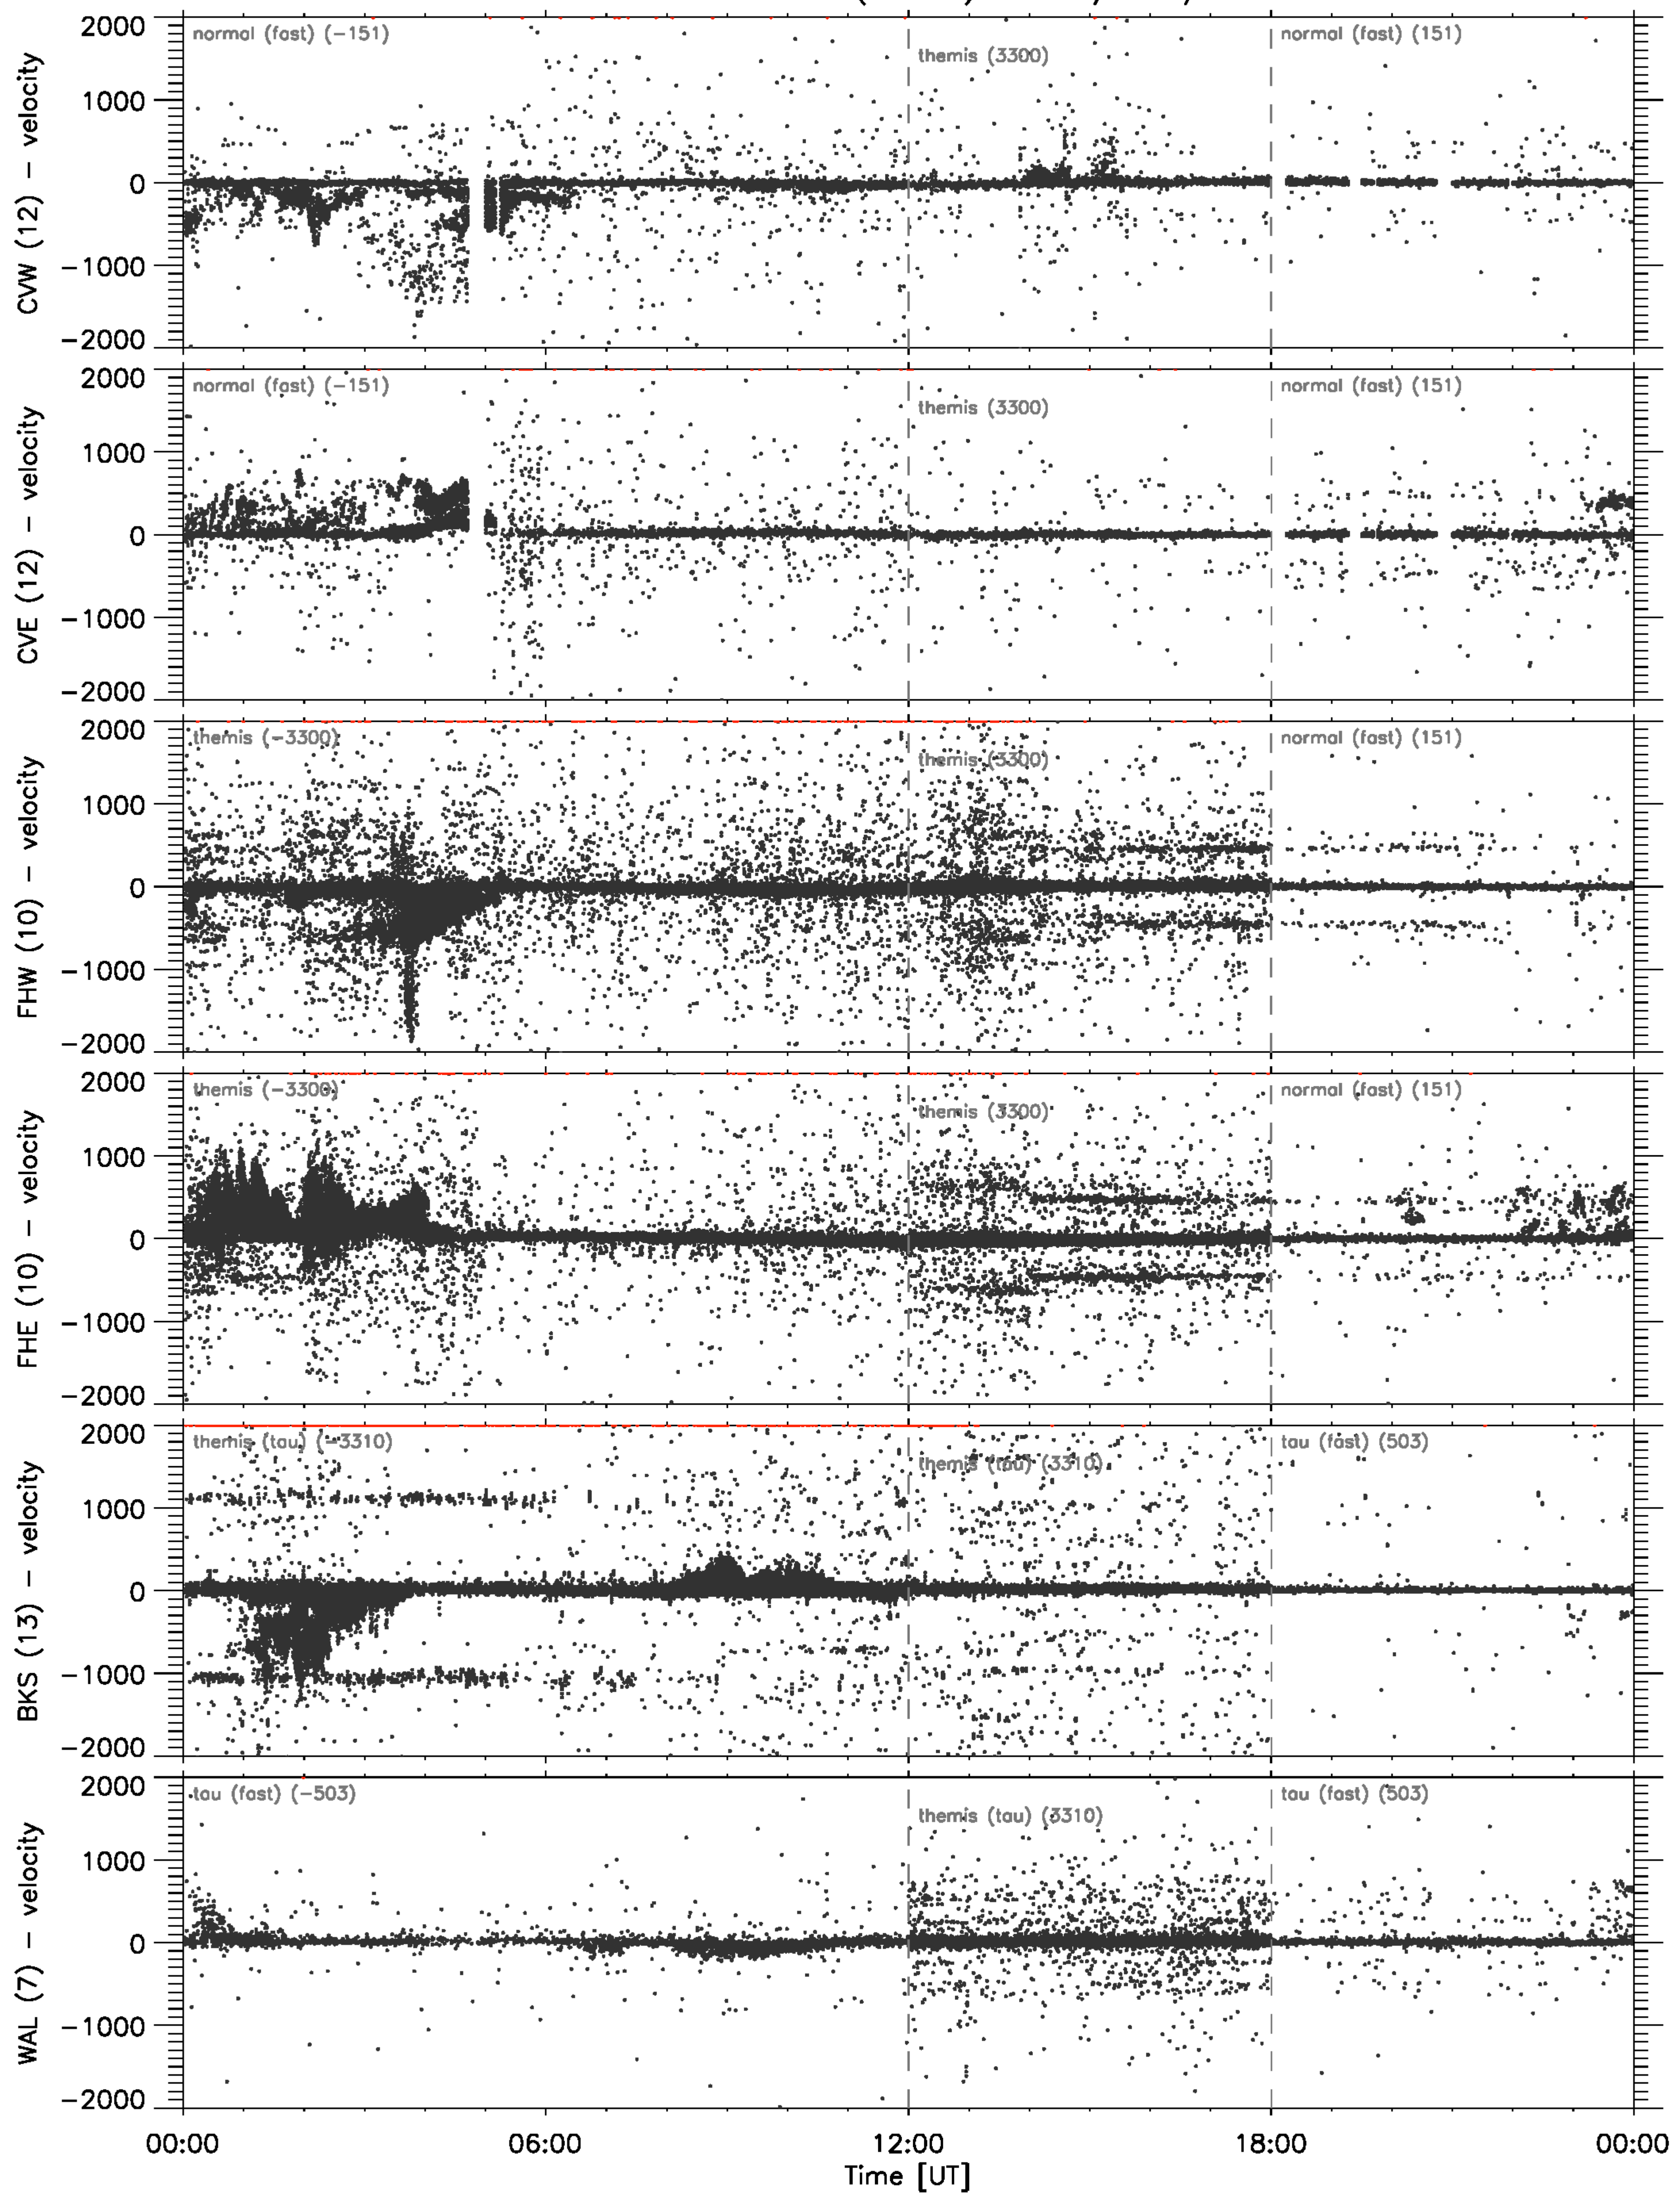 2000
1000
0
-1000
-2000
CVW (12) - velocity
normal (fast) (-151)
themis (3300)
normal (fast) (151)
2000
1000
0
-1000
-2000
CVE (12) - velocity
normal (fast) (-151)
themis (3300)
normal (fast) (151)
2000
1000
0
-1000
-2000
FHW (10) - velocity
themis (-3300)
themis (3300)
normal (fast) (151)
2000
1000
0
-1000
-2000
FHE (10) - velocity
themis (-3300)
themis (3300)
normal (fast) (151)
2000
1000
0
-1000
-2000
BKS (13) - velocity
themis (tau) (-3310)
themis (tau) (3310)
tau (fast) (503)
2000
1000
0
-1000
-2000
WAL (7) - velocity
tau (fast) (-503)
themis (tau) (3310)
tau (fast) (503)
00:00 06:00 12:00 18:00 00:00
Time [UT]